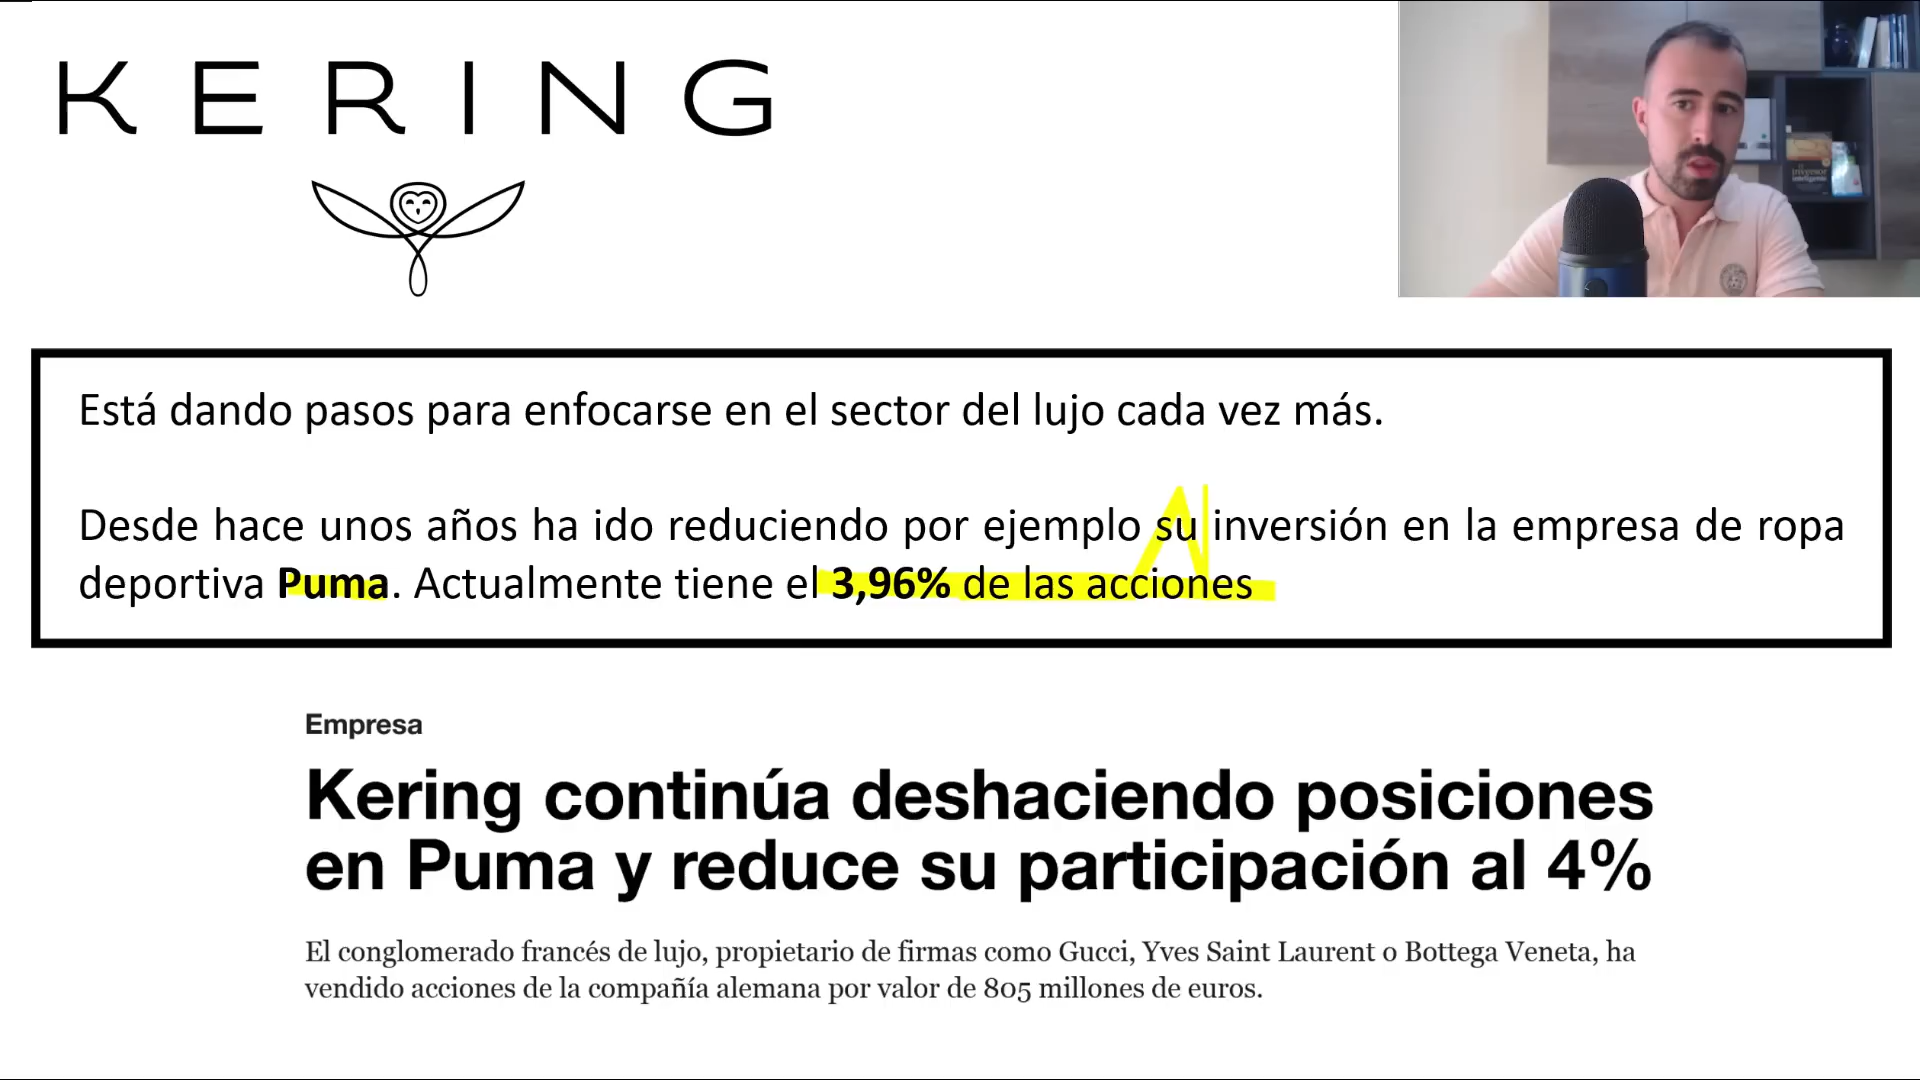 KERING
inversor
inteligente
Está dando pasos para enfocarse en el sector del lujo cada vez más.
Desde hace unos años ha ido reduciendo por ejemplo su inversión en la empresa de ropa
deportiva Puma. Actualmente tiene el 3,96% de las acciones
Empresa
Kering continúa deshaciendo posiciones
en Puma y reduce su participación al 4%
El conglomerado francés de lujo, propietario de firmas como Gucci, Yves Saint Laurent o Bottega Veneta, ha
vendido acciones de la compañía alemana por valor de 805 millones de euros.